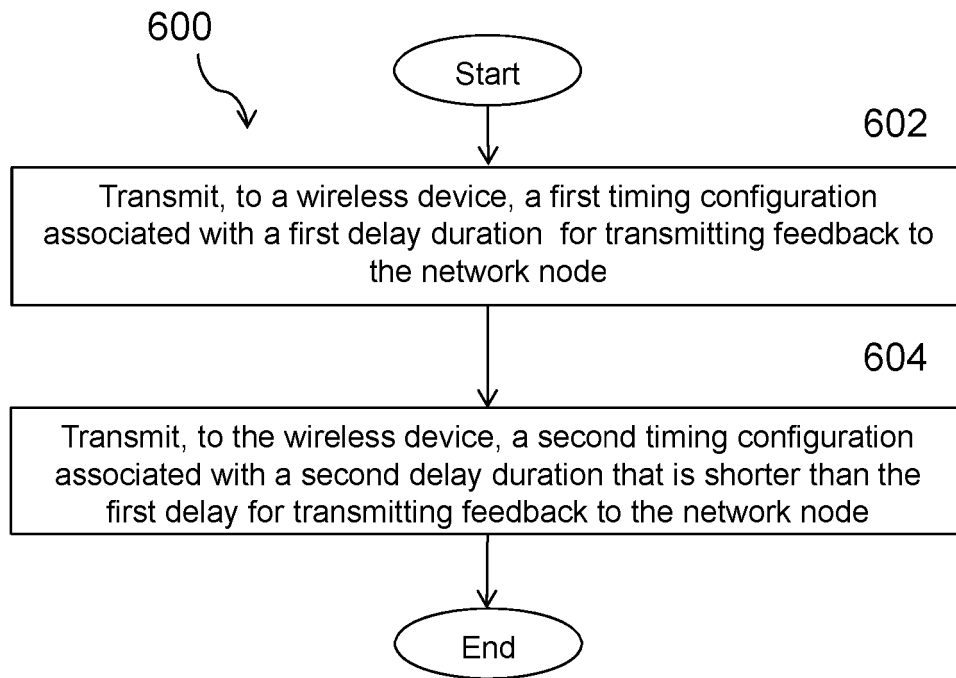 600
Start
602
Transmit, to a wireless device, a first timing configuration
associated with a first delay duration for transmitting feedback to
the network node
604
Transmit, to the wireless device, a second timing configuration
associated with a second delay duration that is shorter than the
first delay for transmitting feedback to the network node
End